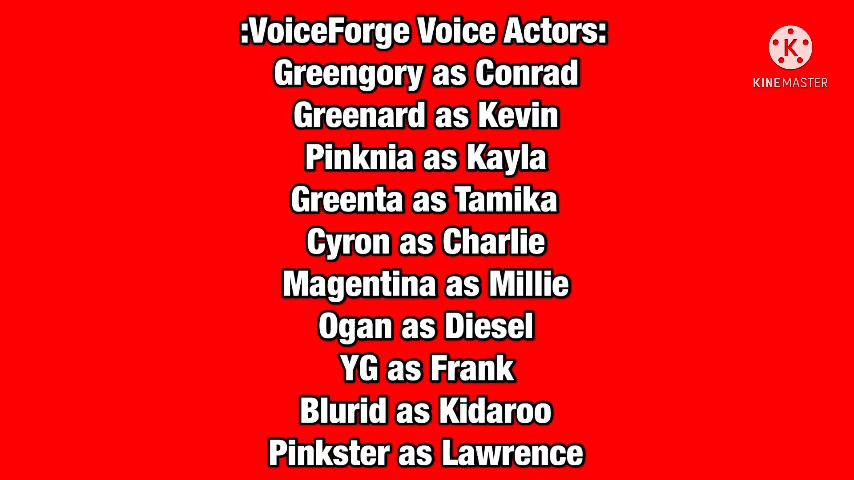 :VoiceForge Voice Actors:
Greengory as Conrad
Greenard as Kevin
Pinknia as Kayla
Greenta as Tamika
Cyron as Charlie
Magentina as Millie
Ogan as Diesel
YG as Frank
Blurid as Kidaroo
Pinkster as Lawrence
K
KINEMASTER